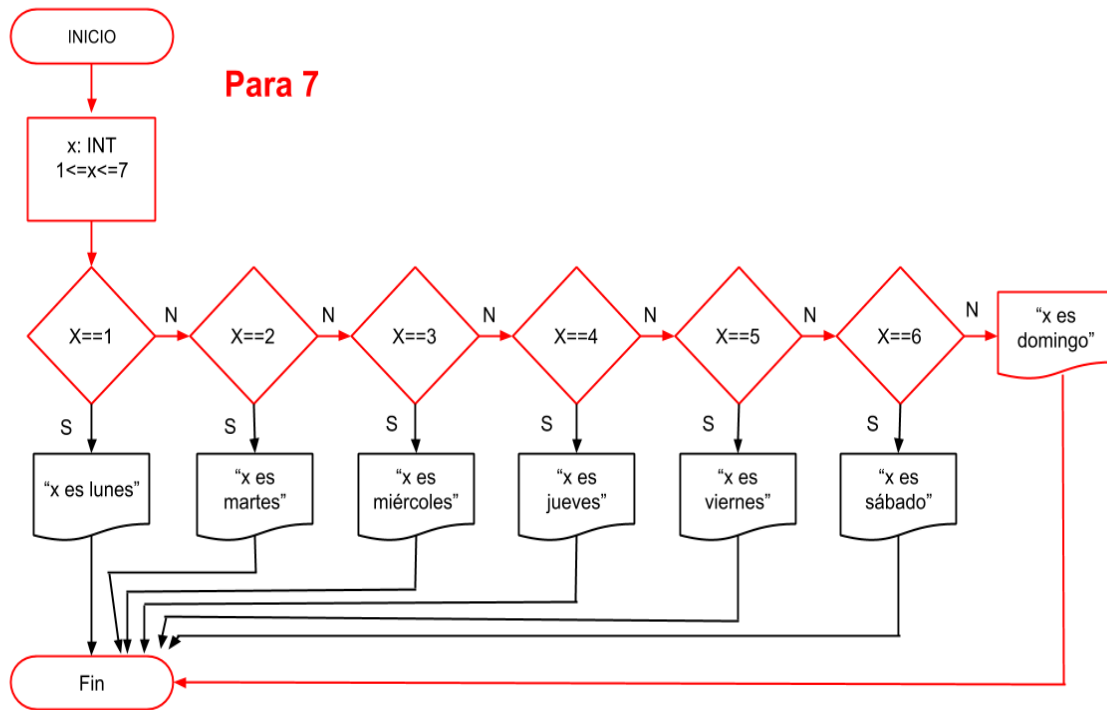 INICIO
Para 7
x: INT
1<=x<=7
X==1
N
X==2
N
X==3
N
X==4
N
X==5
N
X==6
N
“x es
domingo”
S
S
S
S
S
S
“x es lunes”
“x es
martes”
“x es
miércoles”
“x es
jueves”
“x es
viernes”
“x es
sábado”
Fin